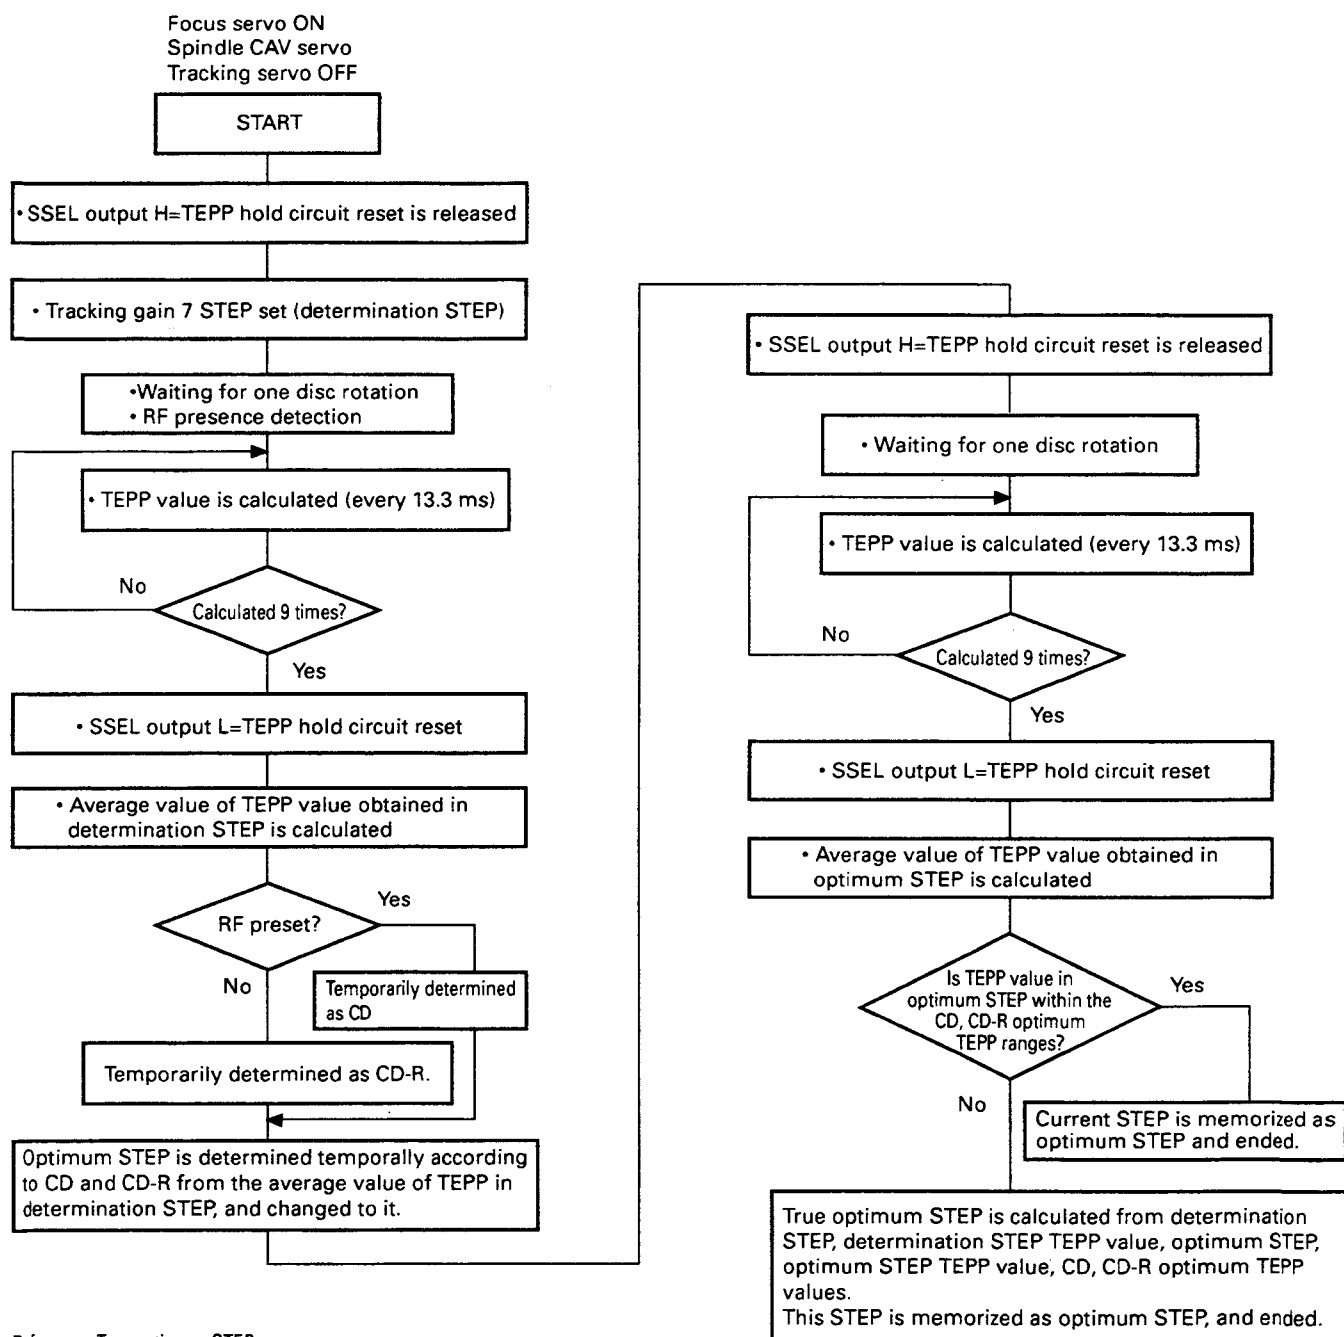 Focus servo ON
Spindle CAV servo
Tracking servo OFF
START
• SSEL output H=TEPP hold circuit reset is released
• Tracking gain 7 STEP set (determination STEP)
•Waiting for one disc rotation
• RF presence detection
• TEPP value is calculated (every 13.3 ms)
No
Calculated 9 times?
Yes
• SSEL output L=TEPP hold circuit reset
• Average value of TEPP value obtained in
determination STEP is calculated
Yes
RF preset?
No
Temporarily determined
as CD
Temporarily determined as CD-R.
Optimum STEP is determined temporally according
to CD and CD-R from the average value of TEPP in
determination STEP, and changed to it.
• SSEL output H=TEPP hold circuit reset is released
• Waiting for one disc rotation
• TEPP value is calculated (every 13.3 ms)
No
Calculated 9 times?
Yes
• SSEL output L=TEPP hold circuit reset
• Average value of TEPP value obtained in
optimum STEP is calculated
Is TEPP value in
optimum STEP within the
CD, CD-R optimum
TEPP ranges?
Yes
No
Current STEP is memorized as
optimum STEP and ended.
True optimum STEP is calculated from determination
STEP, determination STEP TEPP value, optimum STEP,
optimum STEP TEPP value, CD, CD-R optimum TEPP
values.
This STEP is memorized as optimum STEP, and ended.